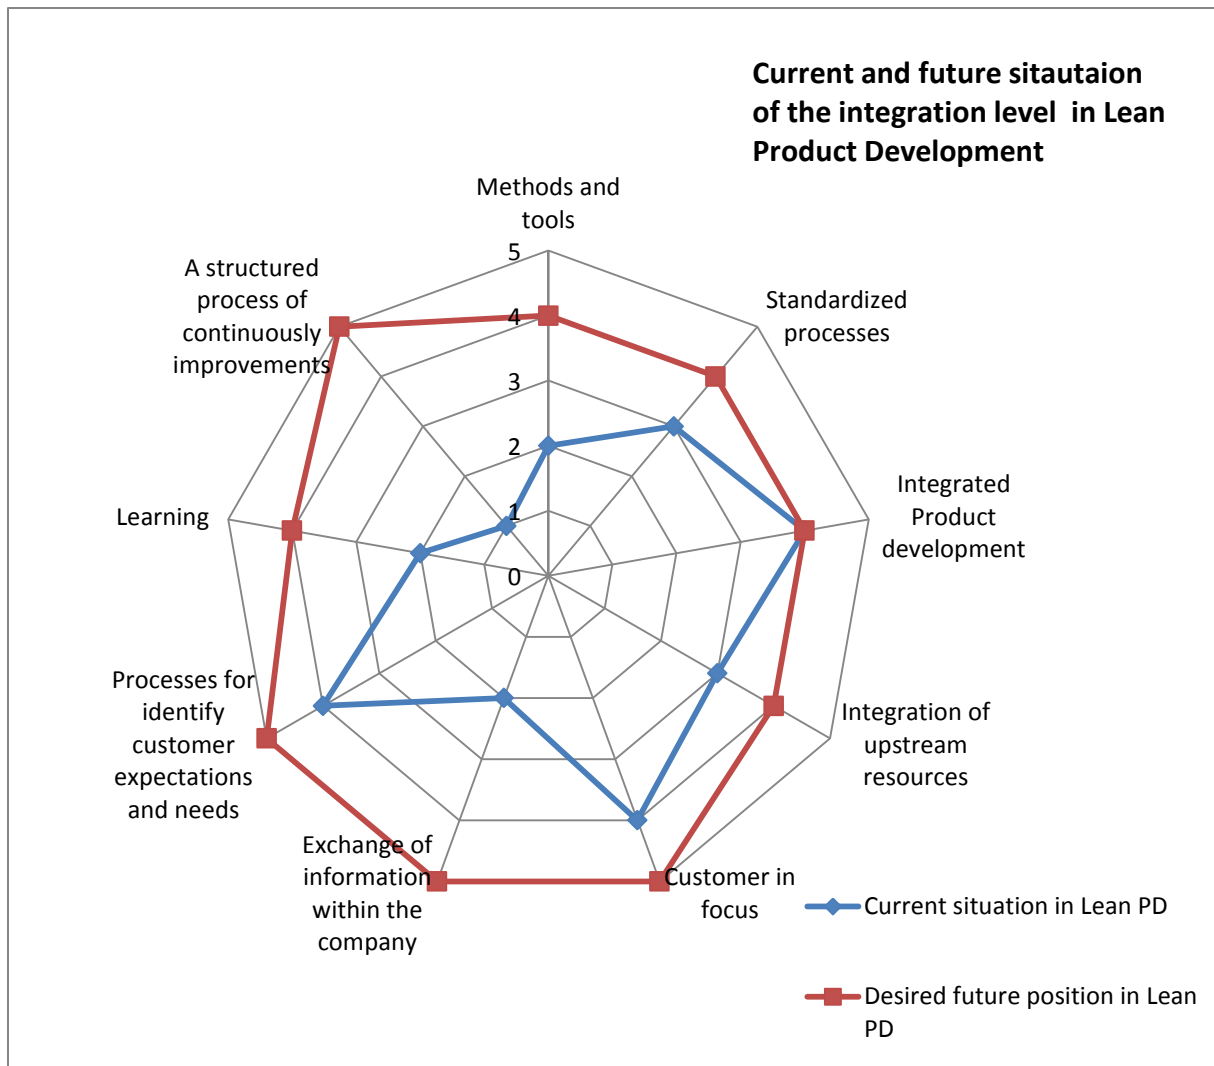 Current and future sitautaion
of the integration level  in Lean
Product Development
Methods and
tools
Standardized
processes
Integrated
Product
development
Integration of
upstream
resources
Customer in
focus
Exchange of
information
within the
company
Processes for
identify
customer
expectations
and needs
Learning
A structured
process of
continuously
improvements
5
4
3
2
1
0
Current situation in Lean PD
Desired future position in Lean
PD